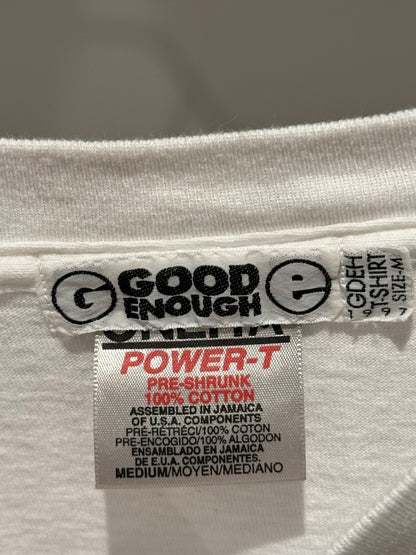 G GOOD ENOUGH e
GDEH
T-SHIRT
SIZE-M
1997
ONEITA
POWER-T
PRE-SHRUNK
100% COTTON
ASSEMBLED IN JAMAICA
OF U.S.A. COMPONENTS
PRÉ-RÉTRÉCI/100% COTON
PRE-ENCOGIDO/100% ALGODON
ENSAMBLADO EN JAMAICA
DE E.U.A. COMPONENTES.
MEDIUM/MOYEN/MEDIANO